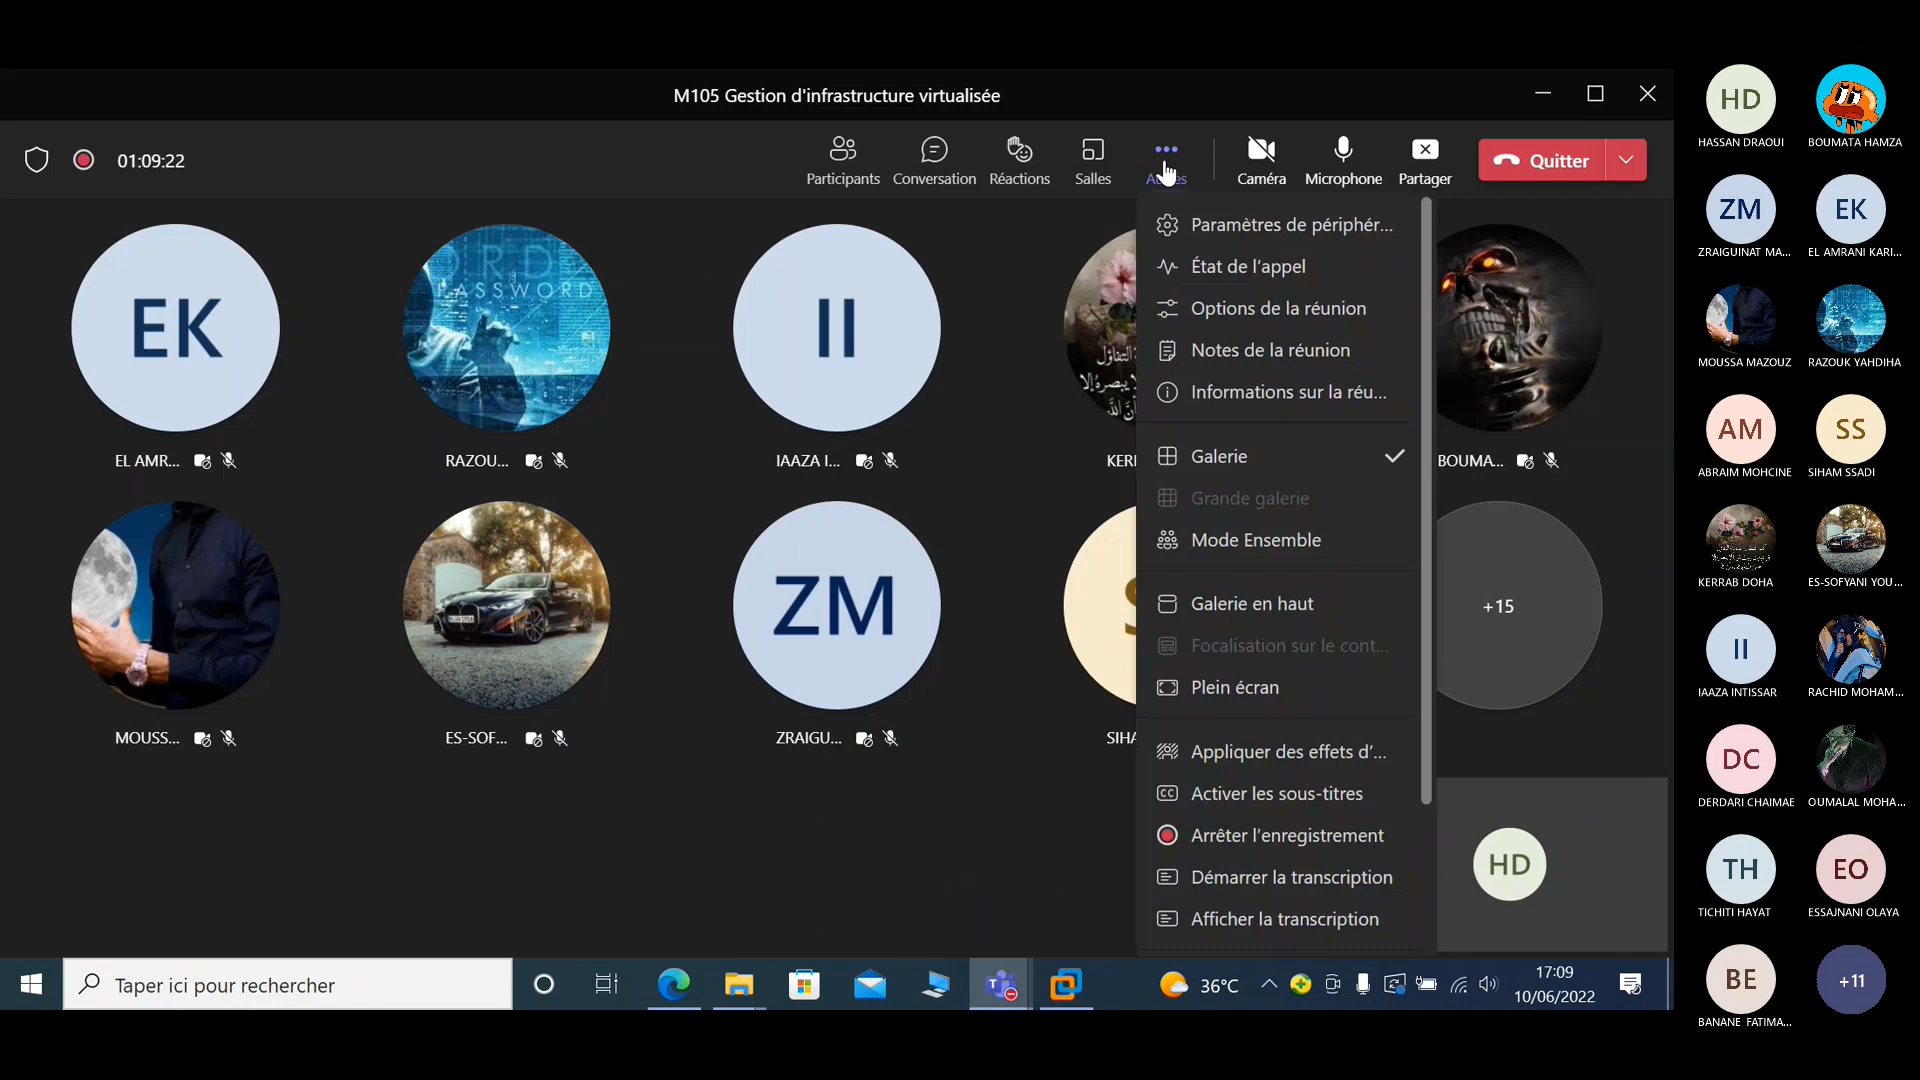 M105 Gestion d'infrastructure virtualisée
01:09:22
Participants
Conversation
Réactions
Salles
Caméra
Microphone
Partager
Quitter
EK
EL AMR...
ORD
PASSWORD
RAZOU...
II
IAAZA I...
KER
BOUMA...
MOUSS...
ES-SOF...
ZM
ZRAIGU...
SIHA
+15
HD
Paramètres de périphér...
État de l'appel
Options de la réunion
Notes de la réunion
Informations sur la réu...
Galerie
Grande galerie
Mode Ensemble
Galerie en haut
Focalisation sur le cont...
Plein écran
Appliquer des effets d'...
CC Activer les sous-titres
Arrêter l'enregistrement
Démarrer la transcription
Afficher la transcription
HD
HASSAN DRAOUI
BOUMATA HAMZA
ZM
ZRAIGUINAT MA...
EK
EL AMRANI KARI...
MOUSSA MAZOUZ
RAZOUK YAHDIHA
AM
ABRAIM MOHCINE
SS
SIHAM SSADI
KERRAB DOHA
ES-SOFYANI YOU...
II
IAAZA INTISSAR
RACHID MOHAM...
DC
DERDARI CHAIMAE
OUMALAL MOHA...
TH
TICHITI HAYAT
EO
ESSAJNANI OLAYA
BE
BANANE FATIMA...
+11
Taper ici pour rechercher
36°C
17:09
10/06/2022